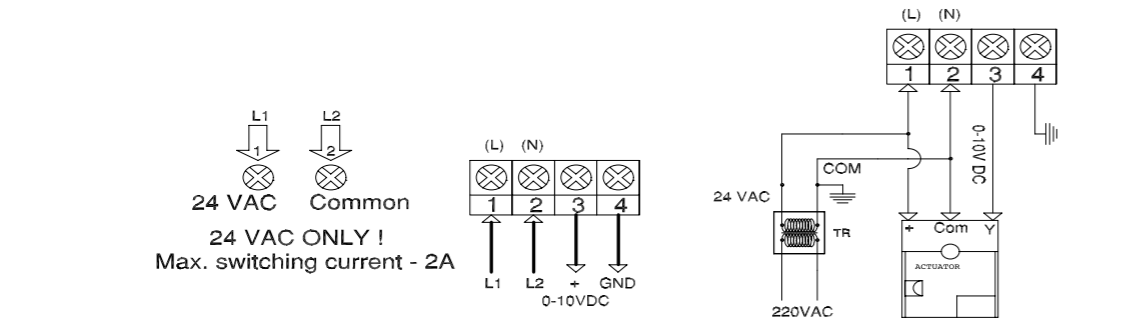 L1 L2
1 2
24 VAC Common
24 VAC ONLY !
Max. switching current - 2A
(L) (N)
1 2 3 4
L1 L2 + GND
0-10VDC
(L) (N)
1 2 3 4
0-10V DC
COM
24 VAC
TR
+ Com Y
ACTUATOR
220VAC